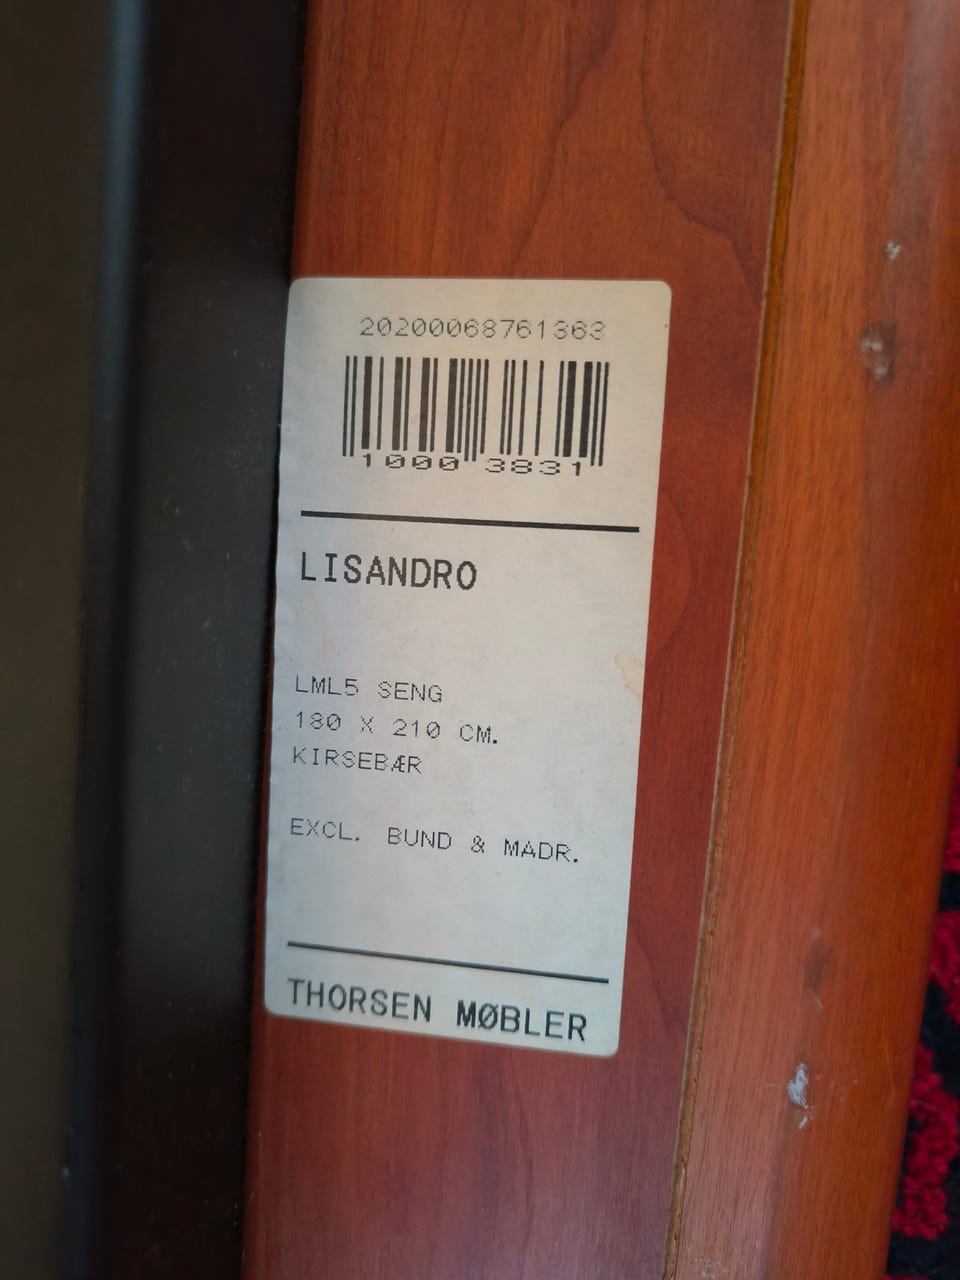 20200068761363
1000 3831
LISANDRO
LML5 SENG
180 X 210 CM.
KIRSEBÆR
EXCL. BUND & MADR.
THORSEN MØBLER